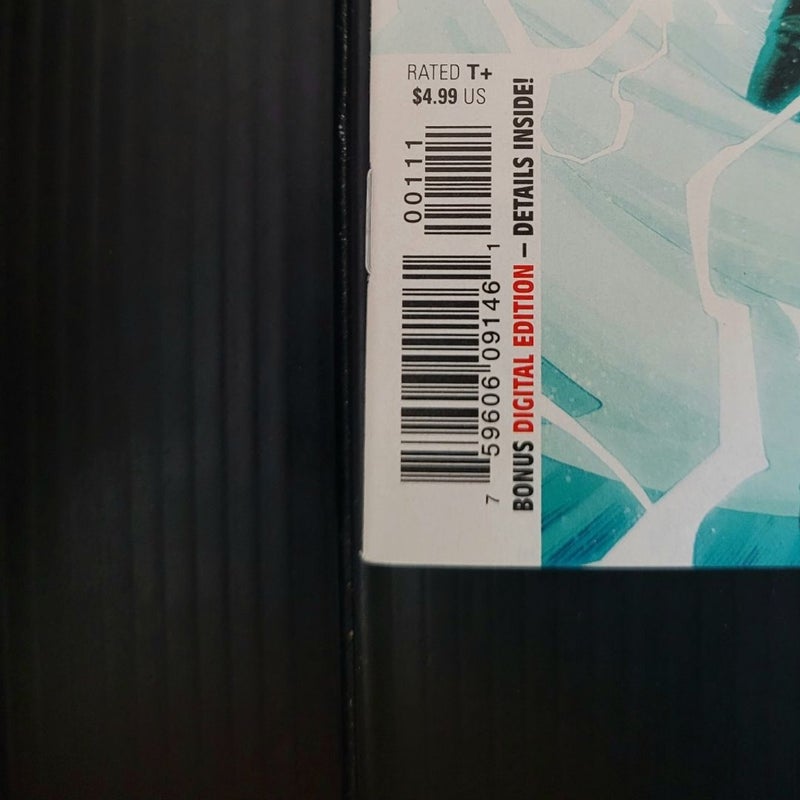 RATED T+
$4.99 US
00111
7 59606 09146 1
BONUS DIGITAL EDITION – DETAILS INSIDE!